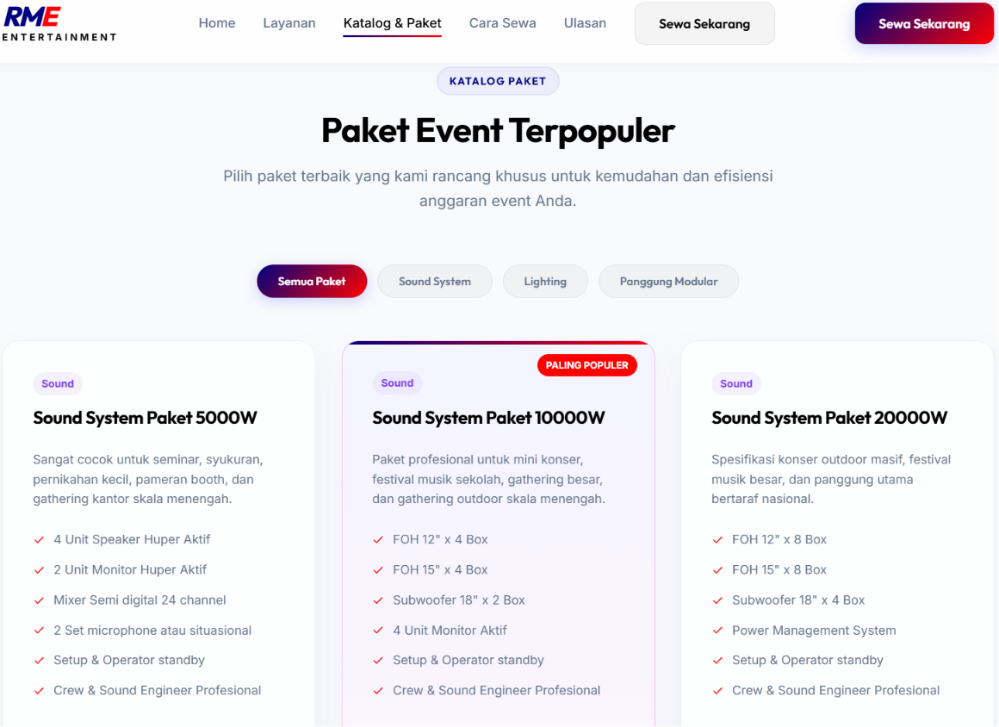 RME
ENTERTAINMENT
Home
Layanan
Katalog & Paket
Cara Sewa
Ulasan
Sewa Sekarang
Sewa Sekarang
KATALOG PAKET
Paket Event Terpopuler
Pilih paket terbaik yang kami rancang khusus untuk kemudahan dan efisiensi
anggaran event Anda.
Semua Paket
Sound System
Lighting
Panggung Modular
Sound
Sound System Paket 5000W
Sangat cocok untuk seminar, syukuran,
pernikahan kecil, pameran booth, dan
gathering kantor skala menengah.
4 Unit Speaker Huper Aktif
2 Unit Monitor Huper Aktif
Mixer Semi digital 24 channel
2 Set microphone atau situasional
Setup & Operator standby
Crew & Sound Engineer Profesional
PALING POPULER
Sound
Sound System Paket 10000W
Paket profesional untuk mini konser,
festival musik sekolah, gathering besar,
dan gathering outdoor skala menengah.
FOH 12" x 4 Box
FOH 15" x 4 Box
Subwoofer 18" x 2 Box
4 Unit Monitor Aktif
Setup & Operator standby
Crew & Sound Engineer Profesional
Sound
Sound System Paket 20000W
Spesifikasi konser outdoor masif, festival
musik besar, dan panggung utama
bertaraf nasional.
FOH 12" x 8 Box
FOH 15" x 8 Box
Subwoofer 18" x 4 Box
Power Management System
Setup & Operator standby
Crew & Sound Engineer Profesional